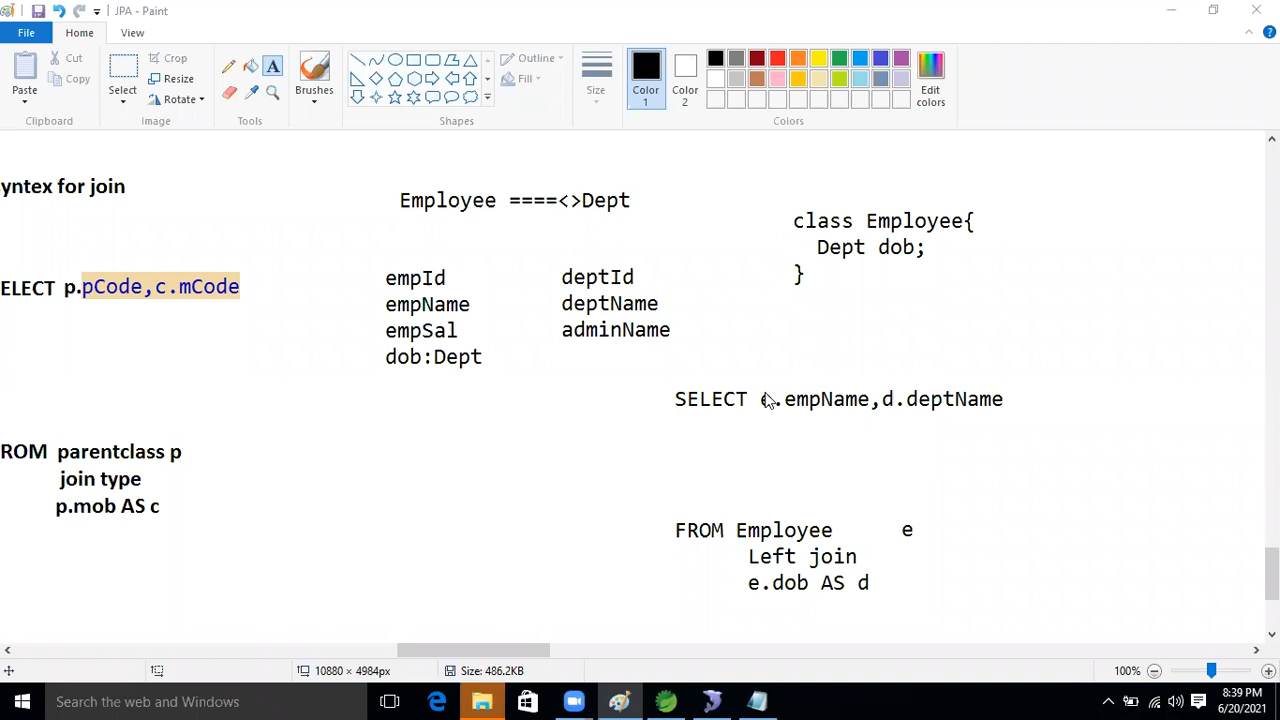 JPA - Paint
File
Home
View
Paste
Cut
Copy
Clipboard
Select
Crop
Resize
Rotate
Image
A
Tools
Brushes
Shapes
Outline
Fill
Size
Color 1
Color 2
Edit colors
Colors
yntex for join
ELECT p.pCode,c.mCode
ROM parentclass p
join type
p.mob AS c
Employee ====<>Dept
empId
empName
empSal
dob:Dept
deptId
deptName
adminName
class Employee{
Dept dob;
}
SELECT e.empName,d.deptName
FROM Employee e
Left join
e.dob AS d
10880 × 4984px
Size: 486.2KB
100%
Search the web and Windows
8:39 PM
6/20/2021